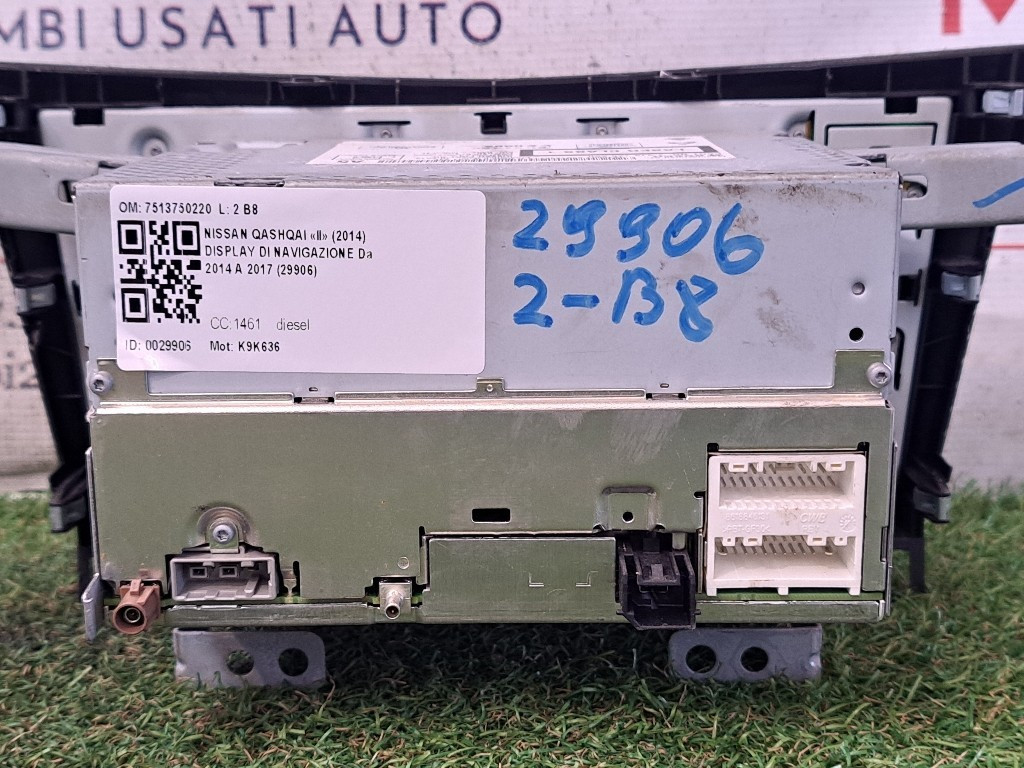 MBI USATI AUTO
OM: 7513750220 L: 2 B8
NISSAN QASHQAI «II» (2014)
DISPLAY DI NAVIGAZIONE Da
2014 A 2017 (29906)
CC:1461 diesel
ID: 0029906 Mot: K9K636
29906
2-B8